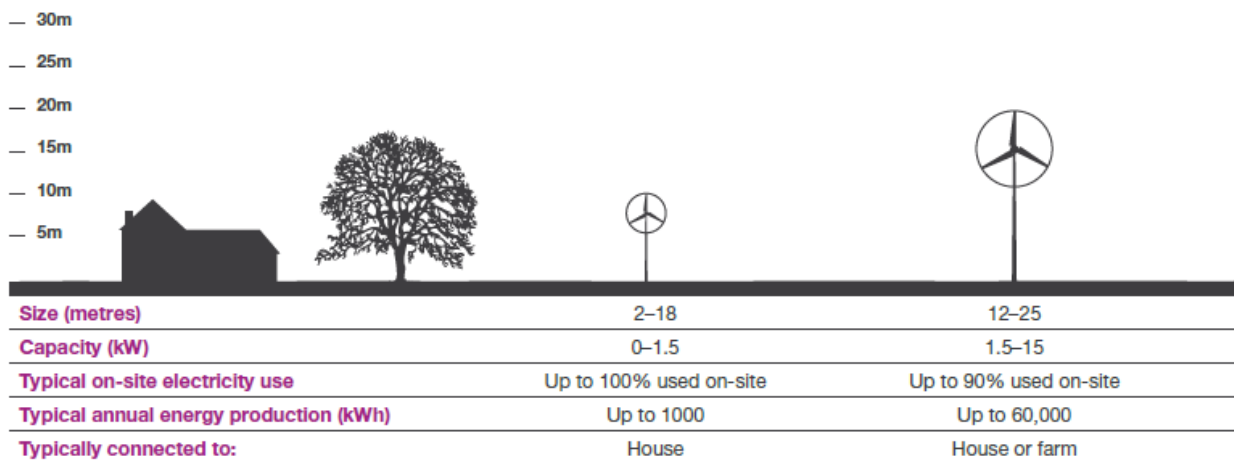 30m
25m
20m
15m
10m
5m
Size (metres) 2–18 12–25
Capacity (kW) 0–1.5 1.5–15
Typical on-site electricity use Up to 100% used on-site Up to 90% used on-site
Typical annual energy production (kWh) Up to 1000 Up to 60,000
Typically connected to: House House or farm